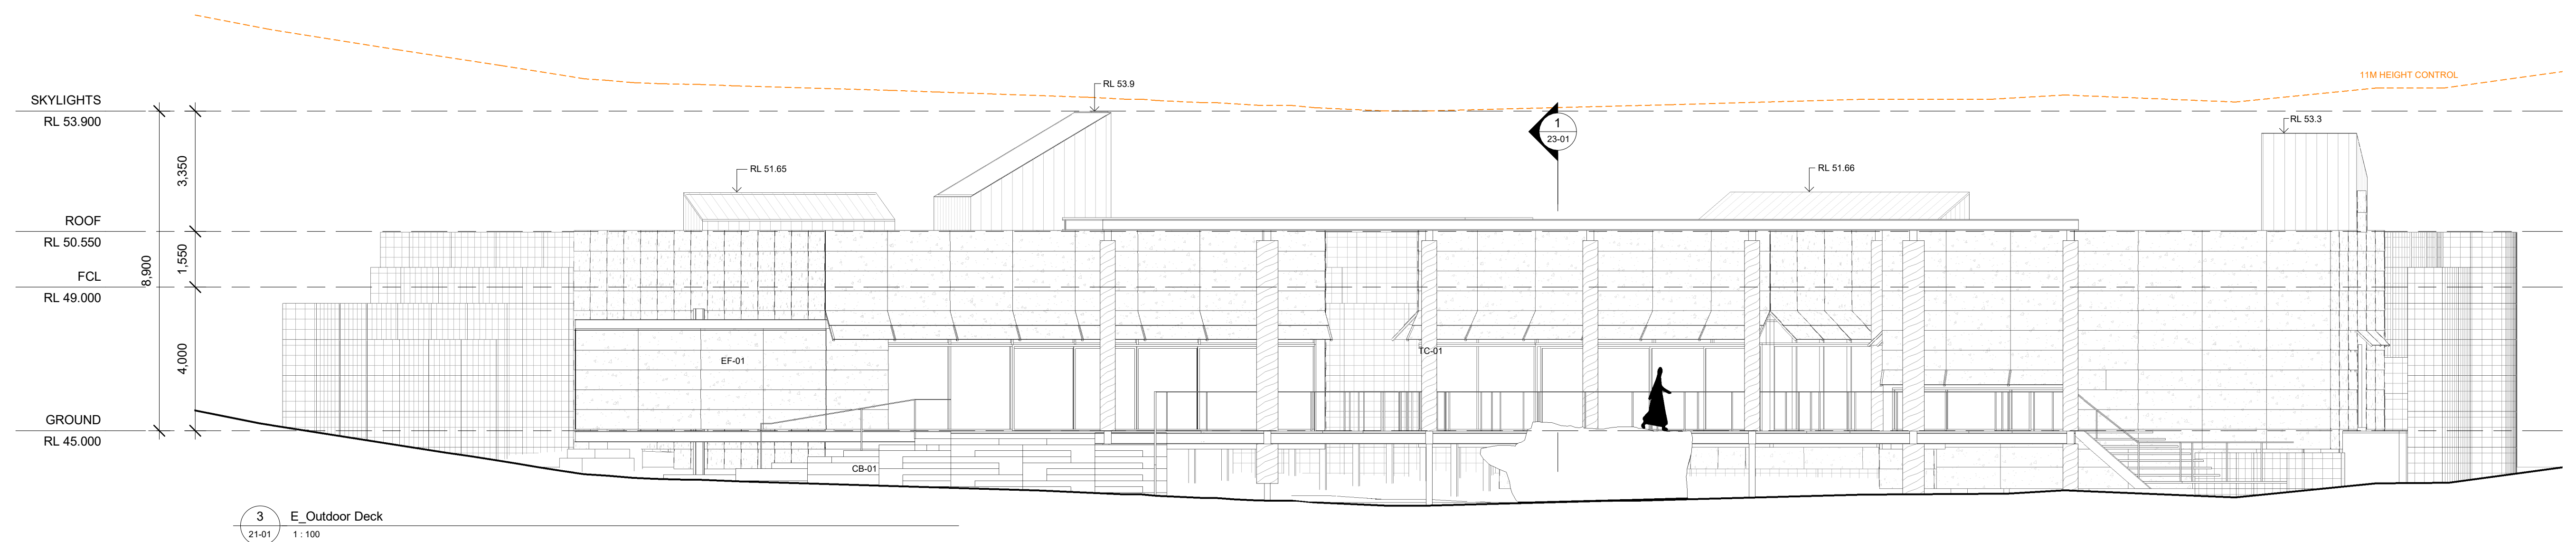 11M HEIGHT CONTROL
RL 53.9
SKYLIGHTS
RL 53.900
RL 53.3
1
23-01
3,350
RL 51.65
RL 51.66
ROOF
RL 50.550
1,550
8,900
FCL
RL 49.000
4,000
EF-01
TC-01
GROUND
RL 45.000
CB-01
3
E_Outdoor Deck
21-01
1 : 100